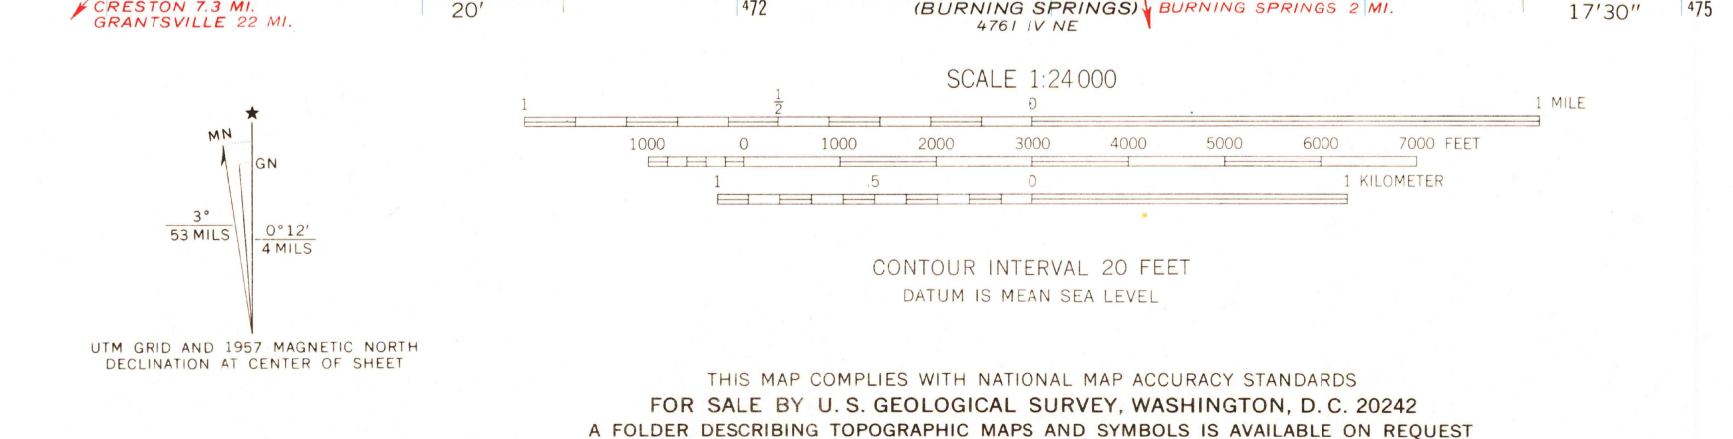 CRESTON 7.3 MI.
GRANTSVILLE 22 MI.
20'
472
(BURNING SPRINGS)
4761 IV NE
BURNING SPRINGS 2 MI.
17'30"
475
SCALE 1:24 000
1 1/2 0 1 MILE
1000 0 1000 2000 3000 4000 5000 6000 7000 FEET
1 .5 0 1 KILOMETER
★
MN
GN
3°
53 MILS
0°12'
4 MILS
UTM GRID AND 1957 MAGNETIC NORTH
DECLINATION AT CENTER OF SHEET
CONTOUR INTERVAL 20 FEET
DATUM IS MEAN SEA LEVEL
THIS MAP COMPLIES WITH NATIONAL MAP ACCURACY STANDARDS
FOR SALE BY U. S. GEOLOGICAL SURVEY, WASHINGTON, D. C. 20242
A FOLDER DESCRIBING TOPOGRAPHIC MAPS AND SYMBOLS IS AVAILABLE ON REQUEST